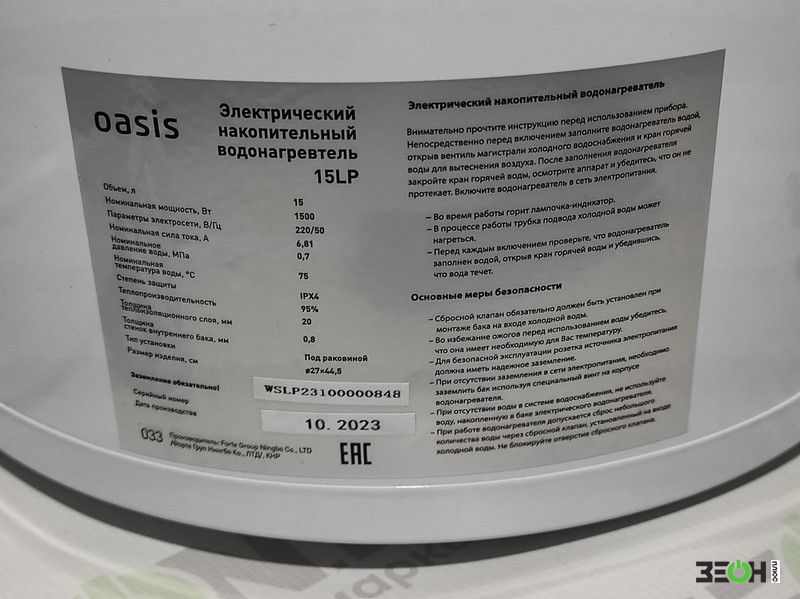 oasis
Электрический
накопительный
водонагревтель
15LP
Объем, л 15
Номинальная мощность, Вт 1500
Параметры электросети, В/Гц 220/50
Номинальная сила тока, А 6,81
Номинальное
давление воды, МПа 0,7
Номинальная
температура воды, °С 75
Степень защиты IPX4
Теплопроизводительность 95%
Толщина
теплоизоляционного слоя, мм 20
Толщина
стенок внутреннего бака, мм 0,8
Тип установки Под раковиной
Размер изделия, см ø27×44,5
Заземление обязательно!
Серийный номер WSLP23100000848
Дата производства 10. 2023
033 Производитель: Forte Group Ningbo Co., LTD
/Форте Груп Нингбо Ко., ЛТД/, КНР
EAC
Электрический накопительный водонагреватель
Внимательно прочтите инструкцию перед использованием прибора.
Непосредственно перед включением заполните водонагреватель водой,
открыв вентиль магистрали холодного водоснабжения и кран горячей
воды для вытеснения воздуха. После заполнения водонагревателя
закройте кран горячей воды, осмотрите аппарат и убедитесь, что он не
протекает. Включите водонагреватель в сеть электропитания.
– Во время работы горит лампочка-индикатор.
– В процессе работы трубка подвода холодной воды может
нагреться.
– Перед каждым включением проверьте, что водонагреватель
заполнен водой, открыв кран горячей воды и убедившись,
что вода течет.
Основные меры безопасности
– Сбросной клапан обязательно должен быть установлен при
монтаже бака на входе холодной воды.
– Во избежание ожогов перед использованием воды убедитесь,
что она имеет необходимую для Вас температуру.
– Для безопасной эксплуатации розетка источника электропитания
должна иметь надежное заземление.
– При отсутствии заземления в сети электропитания, необходимо
заземлить бак используя специальный винт на корпусе
водонагревателя.
– При отсутствии воды в системе водоснабжения, не используйте
воду, накопленную в баке электрического водонагревателя.
– При работе водонагревателя допускается сброс небольшого
количества воды через сбросной клапан, установленный на входе
холодной воды. Не блокируйте отверстие сбросного клапана.
ЗЕОН
ПЛЮС